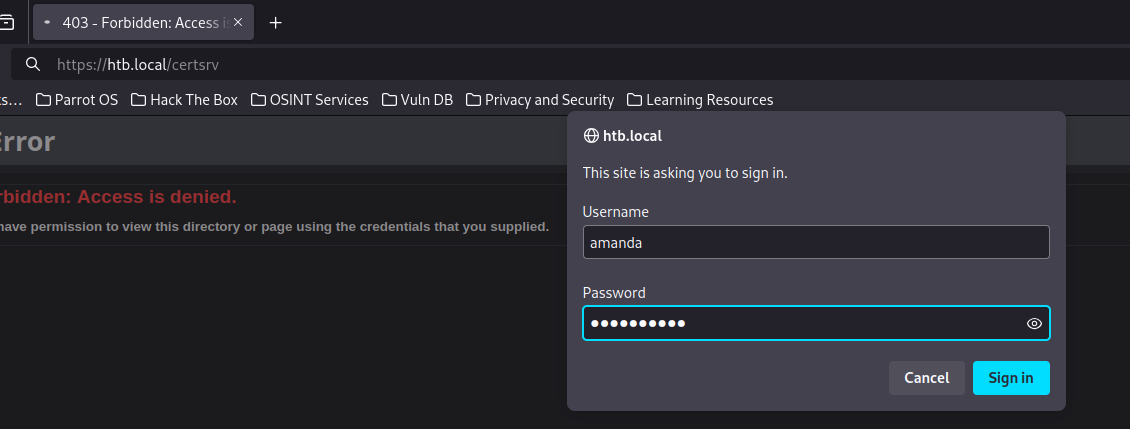 403 - Forbidden: Access i
https://htb.local/certsrv
s... Parrot OS Hack The Box OSINT Services Vuln DB Privacy and Security Learning Resources
Error
htb.local
This site is asking you to sign in.
rbidden: Access is denied.
have permission to view this directory or page using the credentials that you supplied.
Username
amanda
Password
●●●●●●●●●●
Cancel Sign in